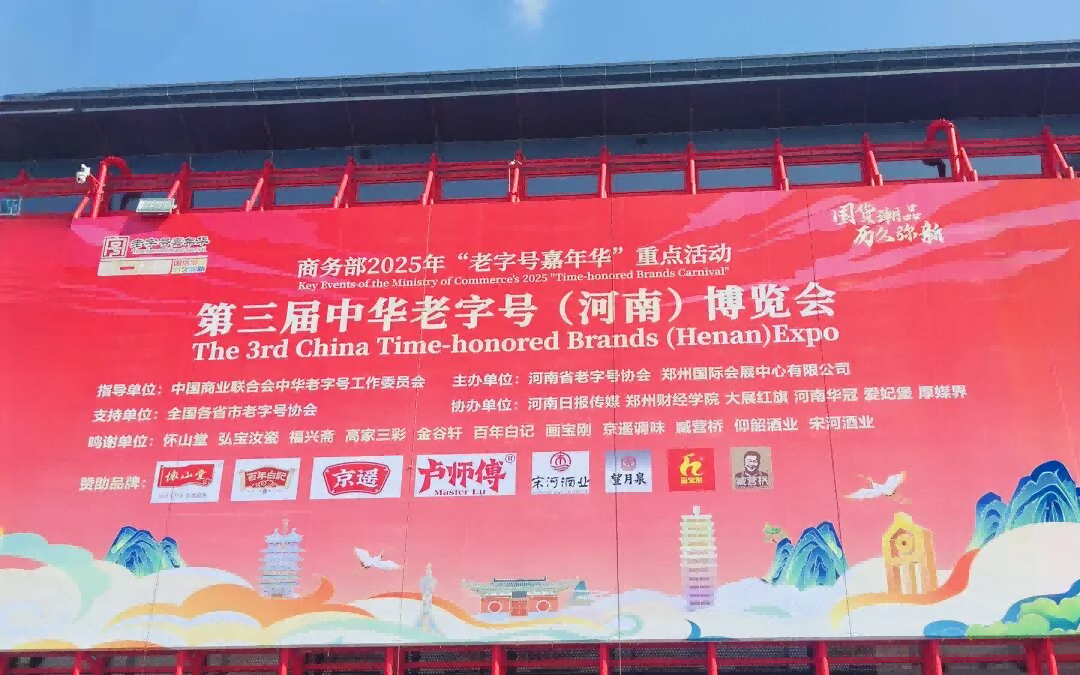 老字号嘉年华
国货潮品
历久弥新
商务部2025年“老字号嘉年华”重点活动
Key Events of the Ministry of Commerce's 2025 "Time-honored Brands Carnival"
第三届中华老字号（河南）博览会
The 3rd China Time-honored Brands (Henan)Expo
指导单位：中国商业联合会中华老字号工作委员会 主办单位：河南省老字号协会 郑州国际会展中心有限公司
支持单位：全国各省市老字号协会 协办单位：河南日报传媒 郑州财经学院 大展红旗 河南华冠 爱妃堡 厚媒界
鸣谢单位：怀山堂 弘宝汝瓷 福兴斋 高家三彩 金谷轩 百年白记 画宝刚 京遥调味 臧营桥 仰韶酒业 宋河酒业
赞助品牌： 怀山堂 百年白记 京遥 卢师傅® Master Lu 宋河酒业 望月泉 画宝刚 臧营桥